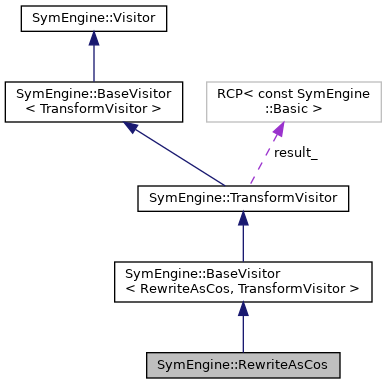 SymEngine::Visitor
SymEngine::BaseVisitor
< TransformVisitor >
RCP< const SymEngine
::Basic >
result_
SymEngine::TransformVisitor
SymEngine::BaseVisitor
< RewriteAsCos, TransformVisitor >
SymEngine::RewriteAsCos